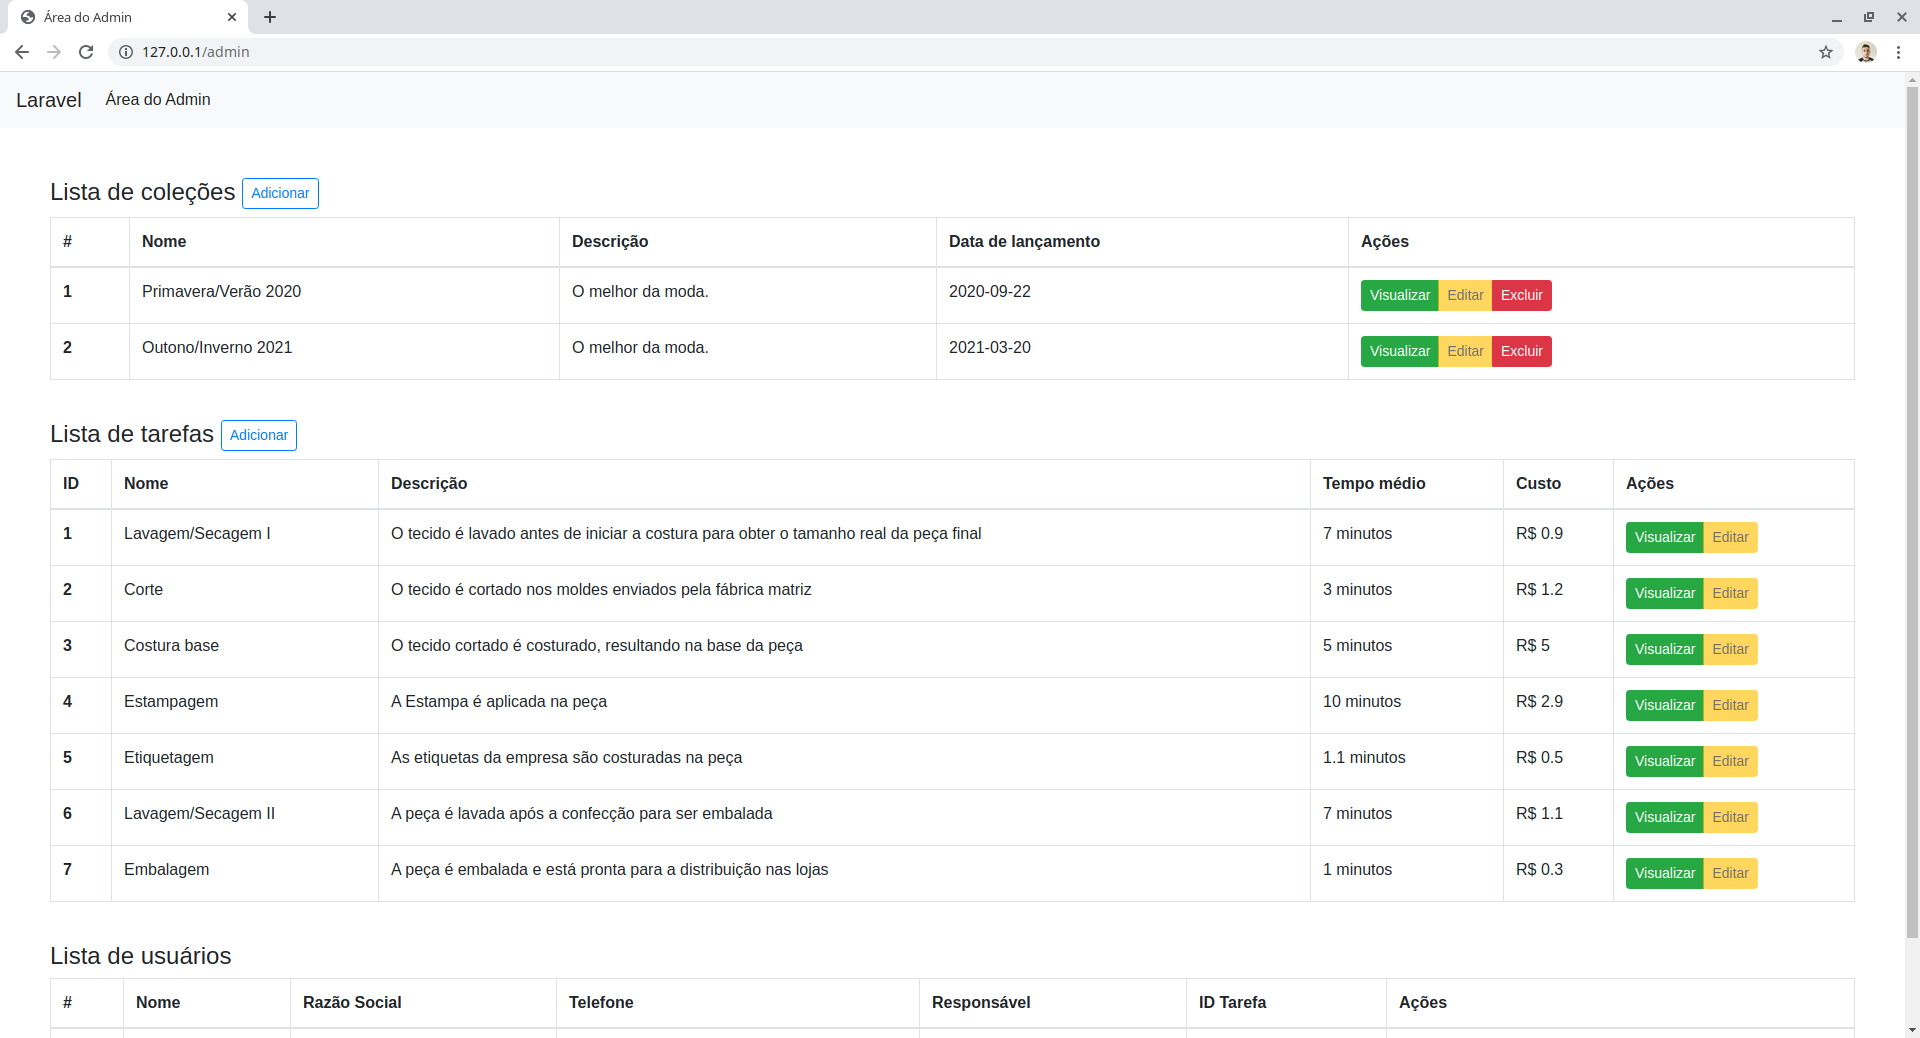 Área do Admin
127.0.0.1/admin
Laravel Área do Admin
Lista de coleções Adicionar
# Nome Descrição Data de lançamento Ações
1 Primavera/Verão 2020 O melhor da moda. 2020-09-22 Visualizar Editar Excluir
2 Outono/Inverno 2021 O melhor da moda. 2021-03-20 Visualizar Editar Excluir
Lista de tarefas Adicionar
ID Nome Descrição Tempo médio Custo Ações
1 Lavagem/Secagem I O tecido é lavado antes de iniciar a costura para obter o tamanho real da peça final 7 minutos R$ 0.9 Visualizar Editar
2 Corte O tecido é cortado nos moldes enviados pela fábrica matriz 3 minutos R$ 1.2 Visualizar Editar
3 Costura base O tecido cortado é costurado, resultando na base da peça 5 minutos R$ 5 Visualizar Editar
4 Estampagem A Estampa é aplicada na peça 10 minutos R$ 2.9 Visualizar Editar
5 Etiquetagem As etiquetas da empresa são costuradas na peça 1.1 minutos R$ 0.5 Visualizar Editar
6 Lavagem/Secagem II A peça é lavada após a confecção para ser embalada 7 minutos R$ 1.1 Visualizar Editar
7 Embalagem A peça é embalada e está pronta para a distribuição nas lojas 1 minutos R$ 0.3 Visualizar Editar
Lista de usuários
# Nome Razão Social Telefone Responsável ID Tarefa Ações